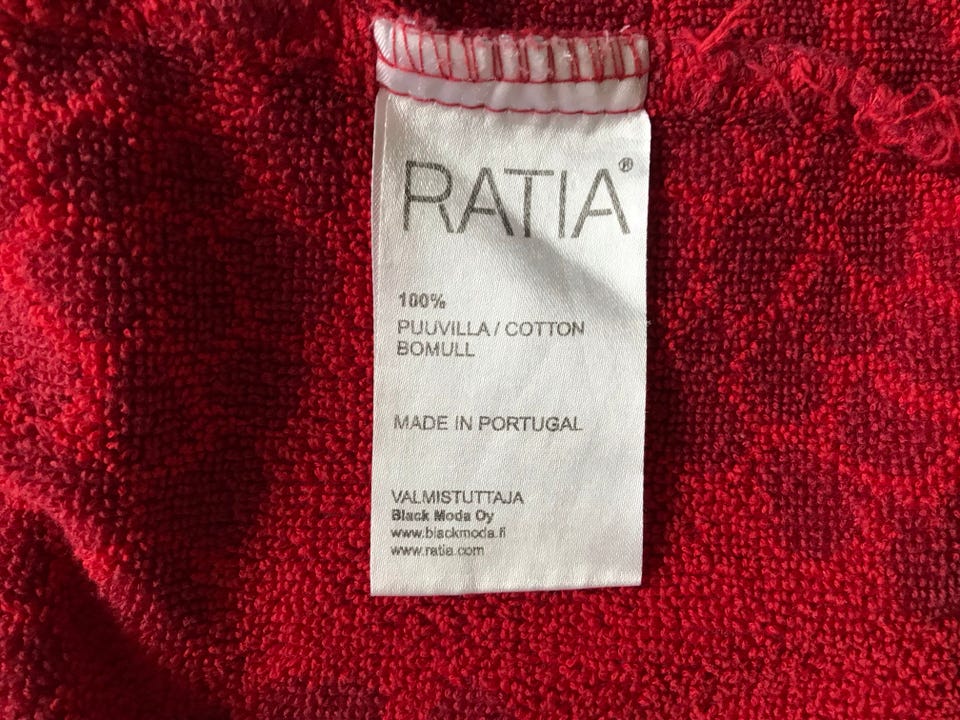 RATIA®
100%
PUUVILLA / COTTON
BOMULL
MADE IN PORTUGAL
VALMISTUTTAJA
Black Moda Oy
www.blackmoda.fi
www.ratia.com